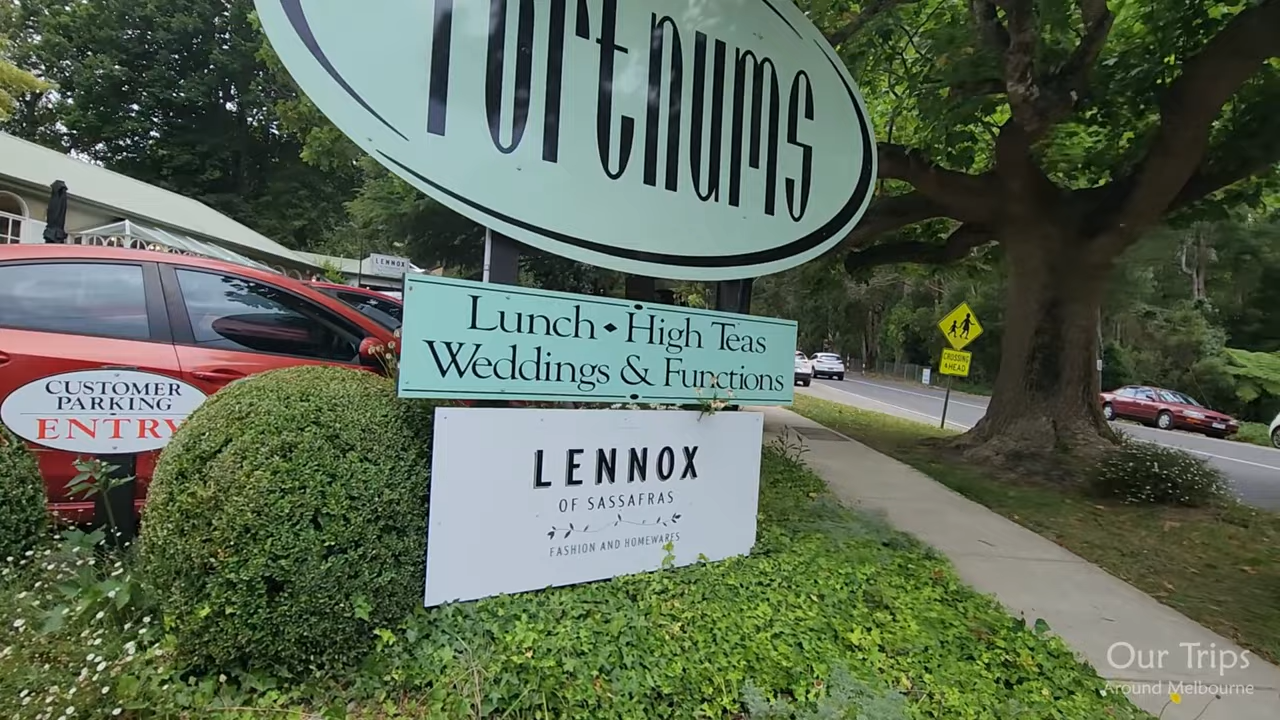 Fortnums
LENNOX
Lunch ◆ High Teas
Weddings & Functions
CUSTOMER
PARKING
ENTRY
LENNOX
OF SASSAFRAS
FASHION AND HOMEWARES
CROSSING
AHEAD
Our Trips
Around Melbourne